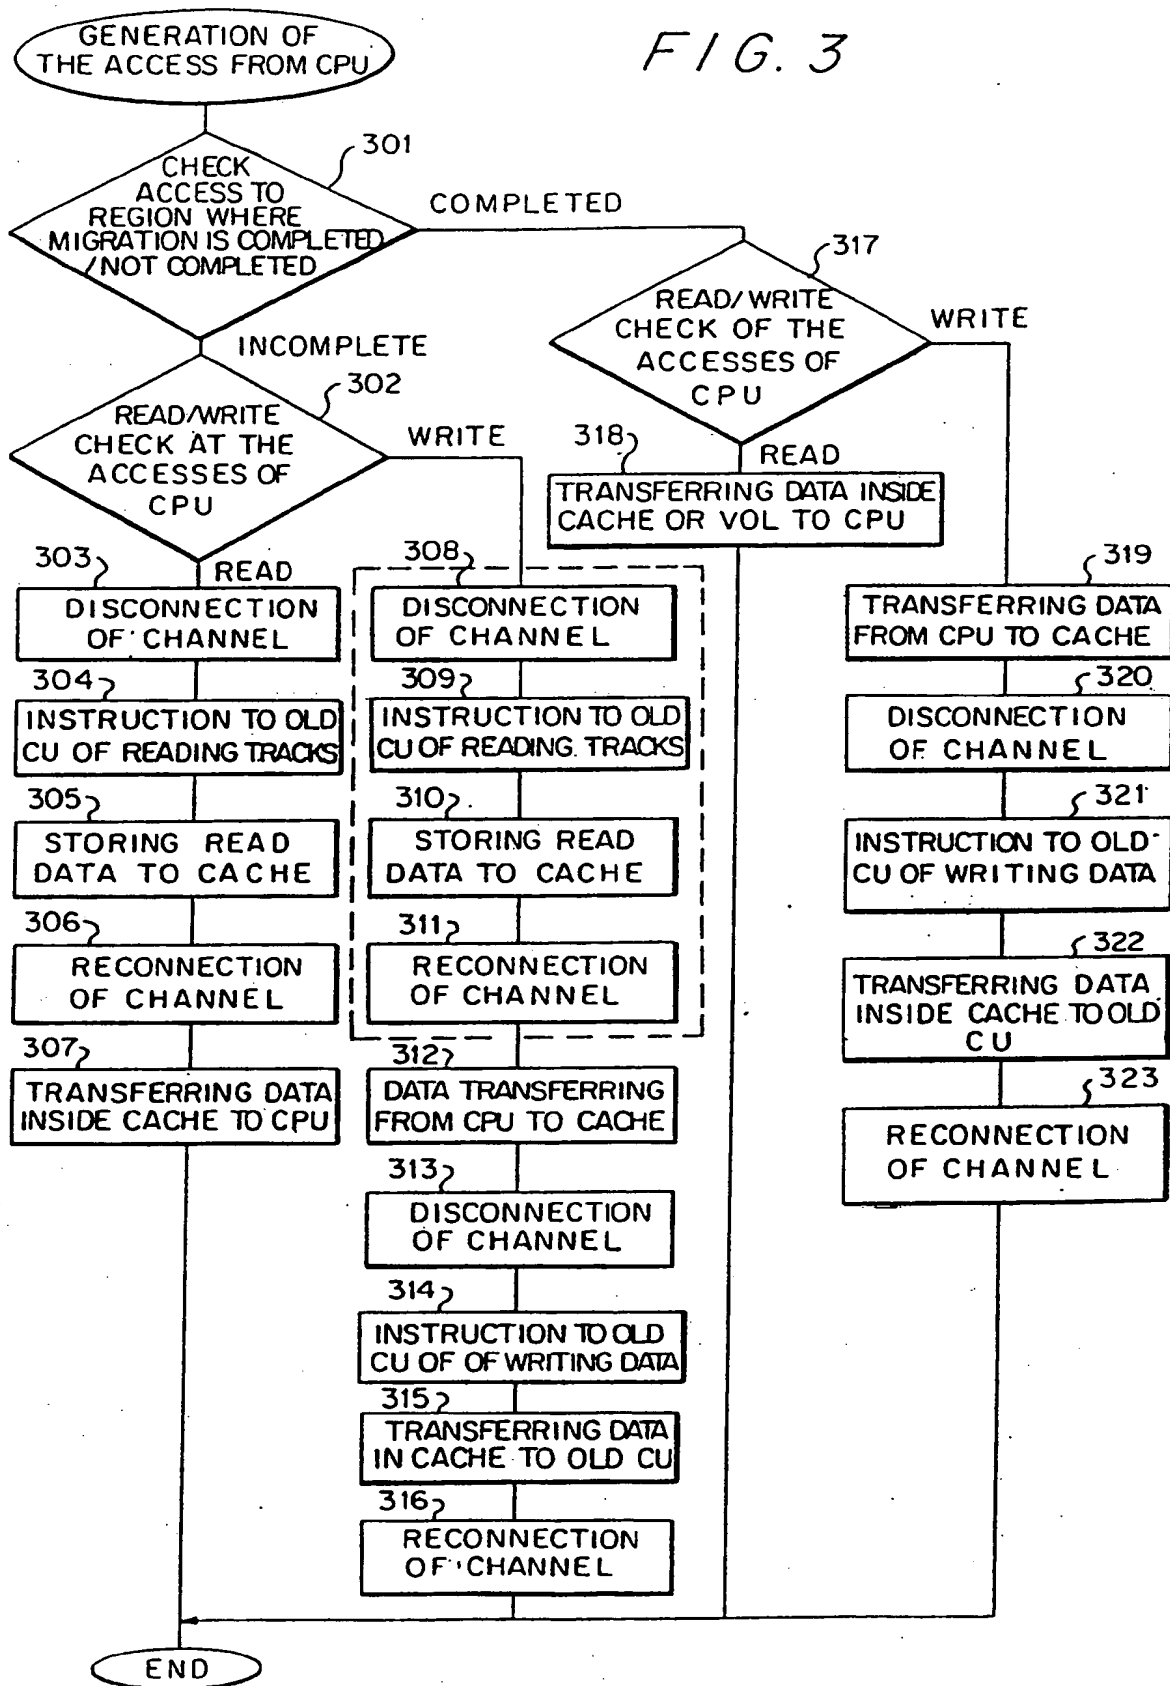 GENERATION OF
THE ACCESS FROM CPU
FIG. 3
301
CHECK
ACCESS TO
REGION WHERE
MIGRATION IS COMPLETED
/NOT COMPLETED
COMPLETED
INCOMPLETE
317
READ/WRITE
CHECK OF THE
ACCESSES OF
CPU
WRITE
READ
302
READ/WRITE
CHECK AT THE
ACCESSES OF
CPU
WRITE
READ
318
TRANSFERRING DATA INSIDE
CACHE OR VOL TO CPU
303
DISCONNECTION
OF CHANNEL
304
INSTRUCTION TO OLD
CU OF READING TRACKS
305
STORING READ
DATA TO CACHE
306
RECONNECTION
OF CHANNEL
307
TRANSFERRING DATA
INSIDE CACHE TO CPU
308
DISCONNECTION
OF CHANNEL
309
INSTRUCTION TO OLD
CU OF READING. TRACKS
310
STORING READ
DATA TO CACHE
311
RECONNECTION
OF CHANNEL
312
DATA TRANSFERRING
FROM CPU TO CACHE
313
DISCONNECTION
OF CHANNEL
314
INSTRUCTION TO OLD
CU OF OF WRITING DATA
315
TRANSFERRING DATA
IN CACHE TO OLD CU
316
RECONNECTION
OF CHANNEL
319
TRANSFERRING DATA
FROM CPU TO CACHE
320
DISCONNECTION
OF CHANNEL
321
INSTRUCTION TO OLD
CU OF WRITING DATA
322
TRANSFERRING DATA
INSIDE CACHE TO OLD
CU
323
RECONNECTION
OF CHANNEL
END